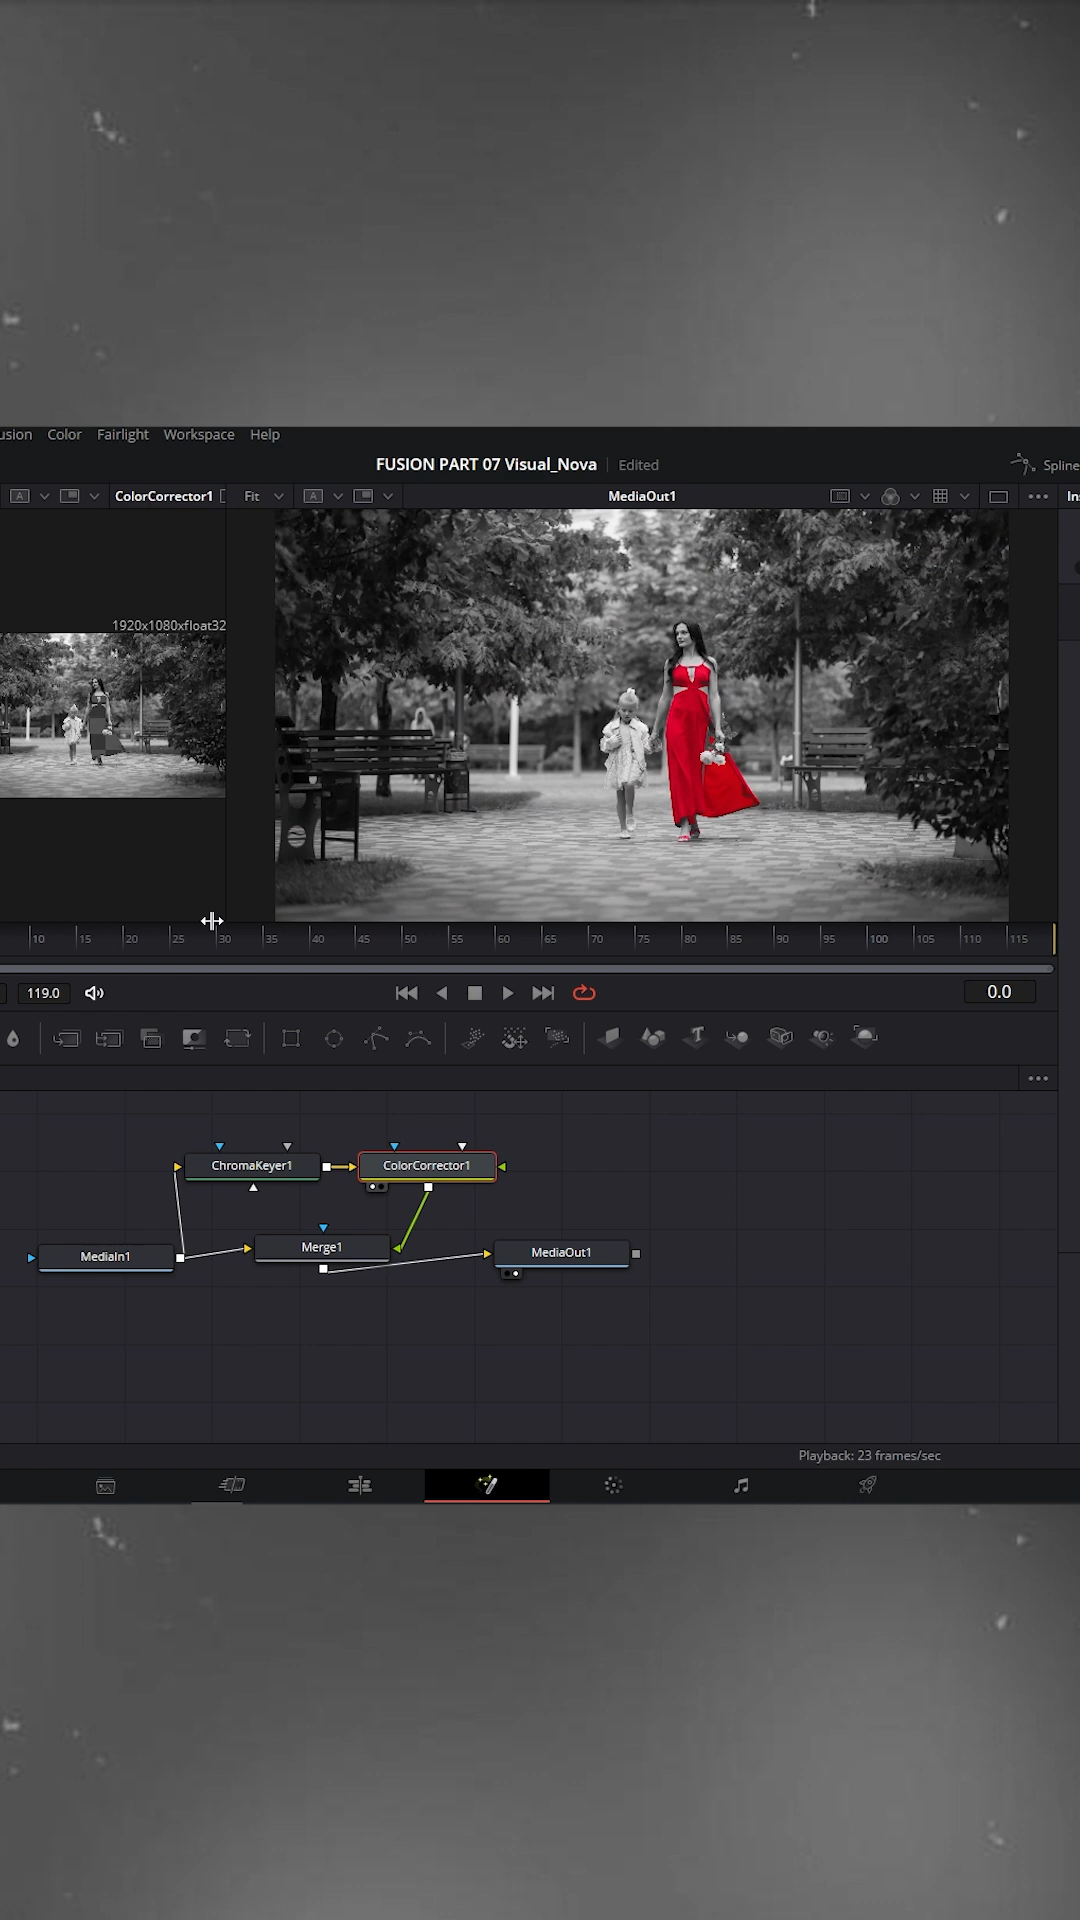 usion Color Fairlight Workspace Help
FUSION PART 07 Visual_Nova Edited
Spline
A ColorCorrector1 Fit A MediaOut1 Ins
1920x1080xfloat32
10 15 20 25 30 35 40 45 50 55 60 65 70 75 80 85 90 95 100 105 110 115
119.0 0.0
T
ChromaKeyer1 ColorCorrector1
MediaIn1 Merge1 MediaOut1
Playback: 23 frames/sec